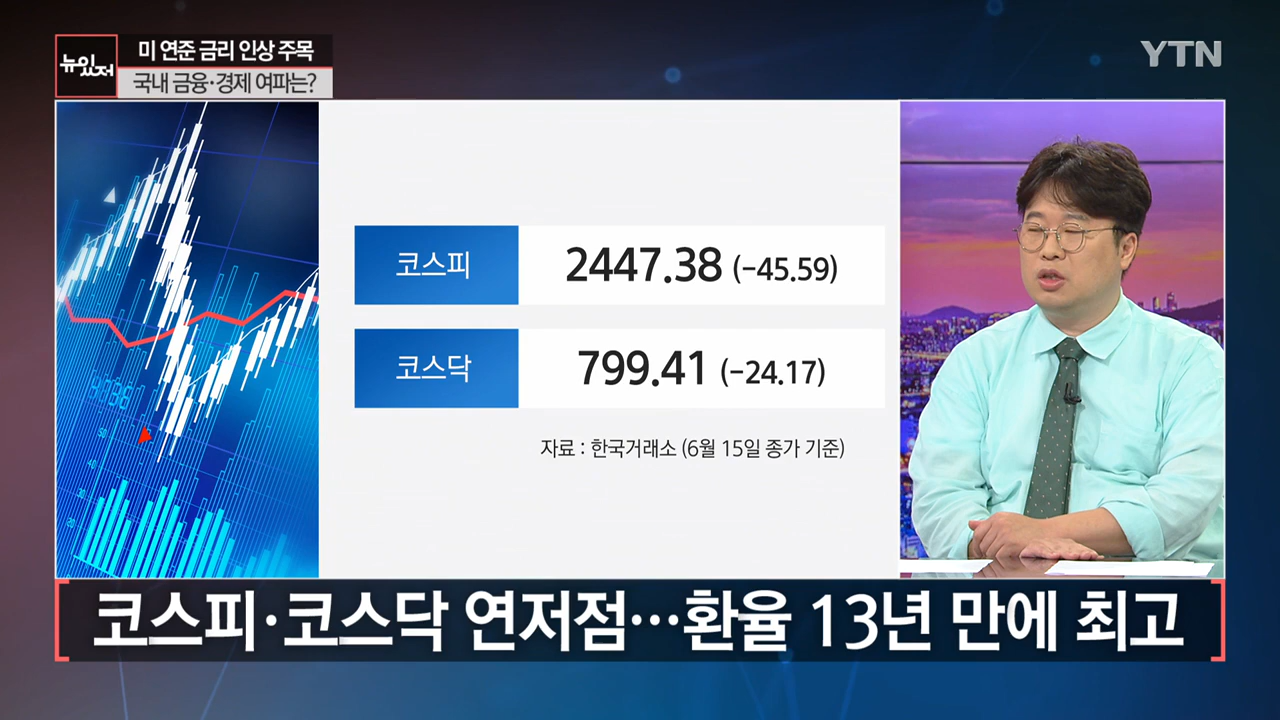 미 연준 금리 인상 주목
뉴있저
국내 금융·경제 여파는?
YTN
코스피
2447.38 (-45.59)
코스닥
799.41 (-24.17)
자료 : 한국거래소 (6월 15일 종가 기준)
코스피·코스닥 연저점…환율 13년 만에 최고